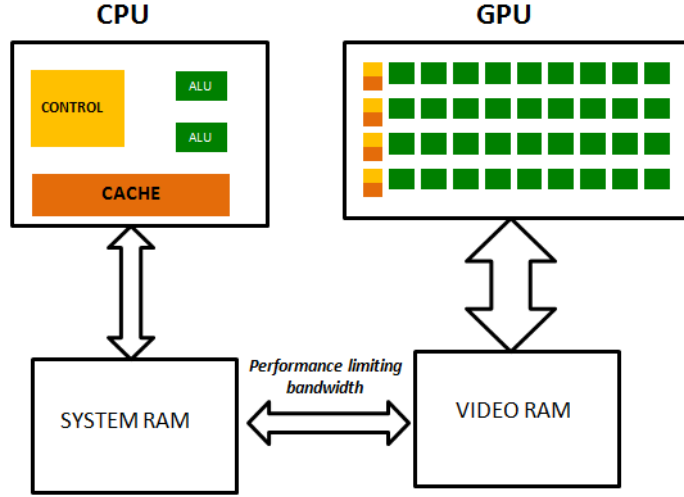 CPU
GPU
CONTROL
ALU
ALU
CACHE
Performance limiting
bandwidth
SYSTEM RAM
VIDEO RAM